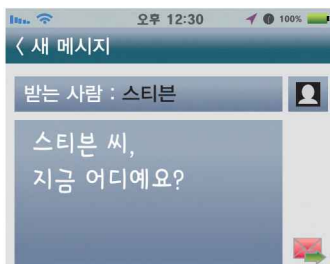 오후 12:30
100%
새 메시지
받는 사람 : 스티븐
스티븐 씨,
지금 어디예요?